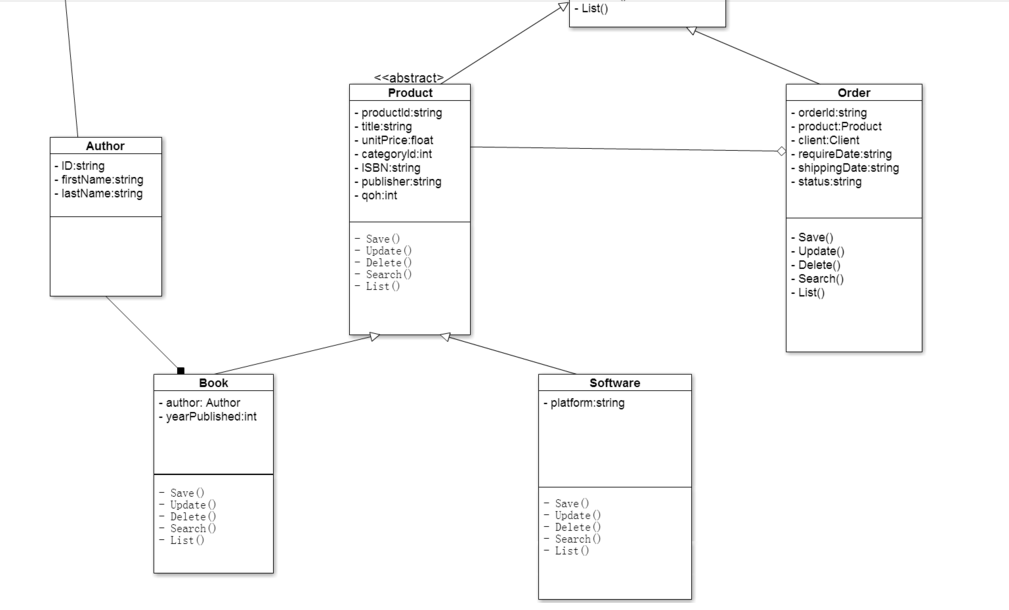 - List()
<<abstract>
Product
- productId:string
- title:string
- unitPrice:float
- categoryId:int
- ISBN:string
- publisher:string
- qoh:int
- Save()
- Update()
- Delete()
- Search()
- List()
Order
- orderId:string
- product:Product
- client:Client
- requireDate:string
- shippingDate:string
- status:string
- Save()
- Update()
- Delete()
- Search()
- List()
Author
- ID:string
- firstName:string
- lastName:string
Book
- author: Author
- yearPublished:int
- Save()
- Update()
- Delete()
- Search()
- List()
Software
- platform:string
- Save()
- Update()
- Delete()
- Search()
- List()